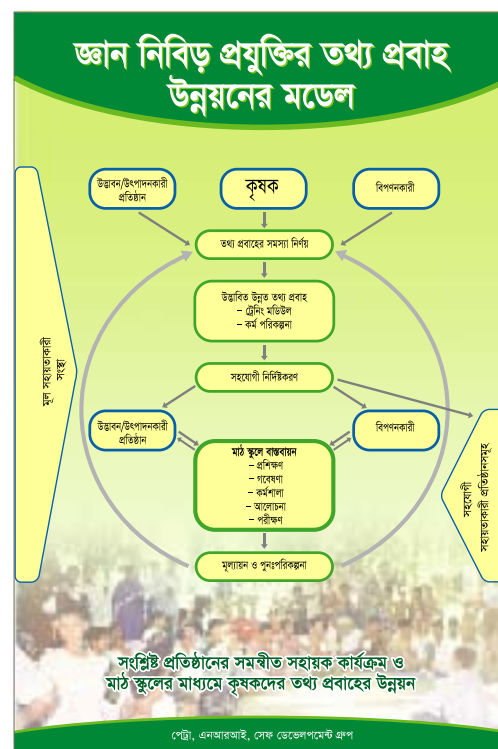 জ্ঞান নিবিড় প্রযুক্তির তথ্য প্রবাহ
উন্নয়নের মডেল
উদ্ভাবন/উৎপাদনকারী
প্রতিষ্ঠান
কৃষক
বিপণনকারী
তথ্য প্রবাহের সমস্যা নির্ণয়
উদ্ভাবিত উন্নত তথ্য প্রবাহ
– ট্রেনিং মডিউল
– কর্ম পরিকল্পনা
মূল সহায়তাকারী
সংস্থা
সহযোগী নির্দিষ্টকরণ
উদ্ভাবন/উৎপাদনকারী
প্রতিষ্ঠান
বিপণনকারী
মাঠ স্কুলে বাস্তবায়ন
– প্রশিক্ষণ
– গবেষণা
– কর্মশালা
– আলোচনা
– পরীক্ষণ
সহযোগী
সহায়তাকারী প্রতিষ্ঠানসমূহ
মূল্যায়ন ও পুনঃপরিকল্পনা
সংশ্লিষ্ট প্রতিষ্ঠানের সমন্বীত সহায়ক কার্যক্রম ও
মাঠ স্কুলের মাধ্যমে কৃষকদের তথ্য প্রবাহের উন্নয়ন
পেট্রা, এনআরআই, সেফ ডেভেলপমেন্ট গ্রুপ